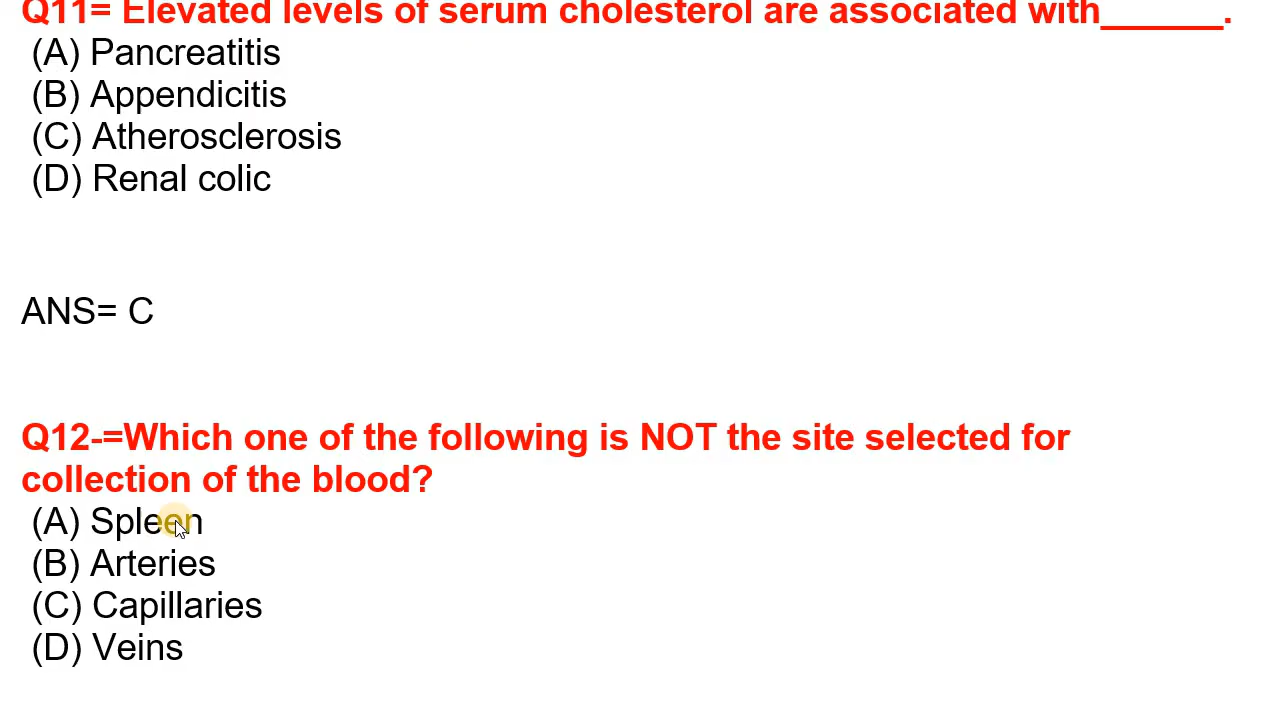 Q11= Elevated levels of serum cholesterol are associated with______.
(A) Pancreatitis
(B) Appendicitis
(C) Atherosclerosis
(D) Renal colic
ANS= C
Q12-=Which one of the following is NOT the site selected for
collection of the blood?
(A) Spleen
(B) Arteries
(C) Capillaries
(D) Veins